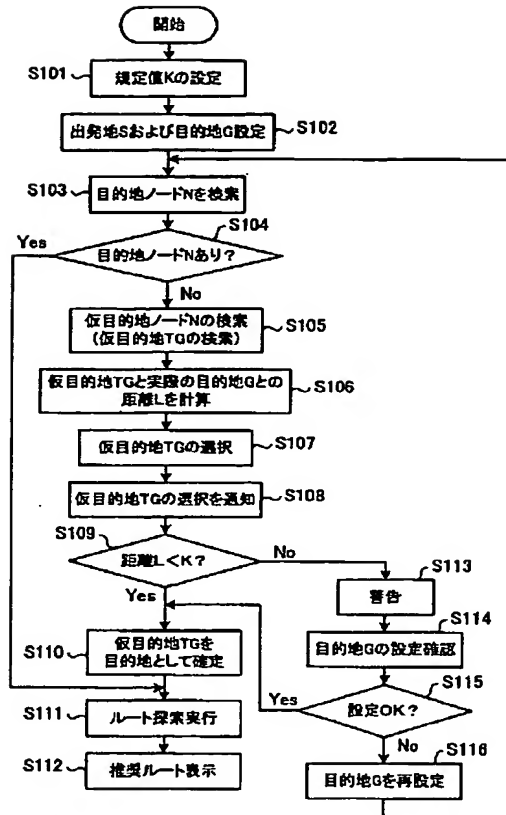 開始
S101
規定値Kの設定
出発地Sおよび目的地G設定
S102
S103
目的地ノードNを検索
S104
Yes
目的地ノードNあり？
No
仮目的地ノードNの検索
(仮目的地TGの検索)
S105
仮目的地TGと実際の目的地Gとの
距離Lを計算
S106
仮目的地TGの選択
S107
仮目的地TGの選択を通知
S108
S109
距離L<K？
No
Yes
S113
警告
S114
目的地Gの設定確認
S110
仮目的地TGを
目的地として確定
S115
Yes
設定OK？
No
S111
ルート探索実行
S116
目的地Gを再設定
S112
推奨ルート表示